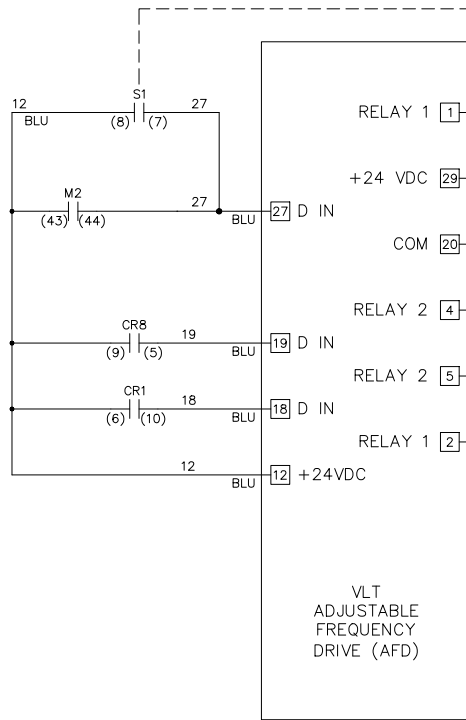 S1
12
27
BLU
(8)
(7)
RELAY 1
1
+24 VDC
29
M2
27
(43)
(44)
BLU
27
D IN
COM
20
RELAY 2
4
CR8
19
(9)
(5)
BLU
19
D IN
RELAY 2
5
CR1
18
(6)
(10)
BLU
18
D IN
RELAY 1
2
12
BLU
12
+24VDC
VLT
ADJUSTABLE
FREQUENCY
DRIVE (AFD)